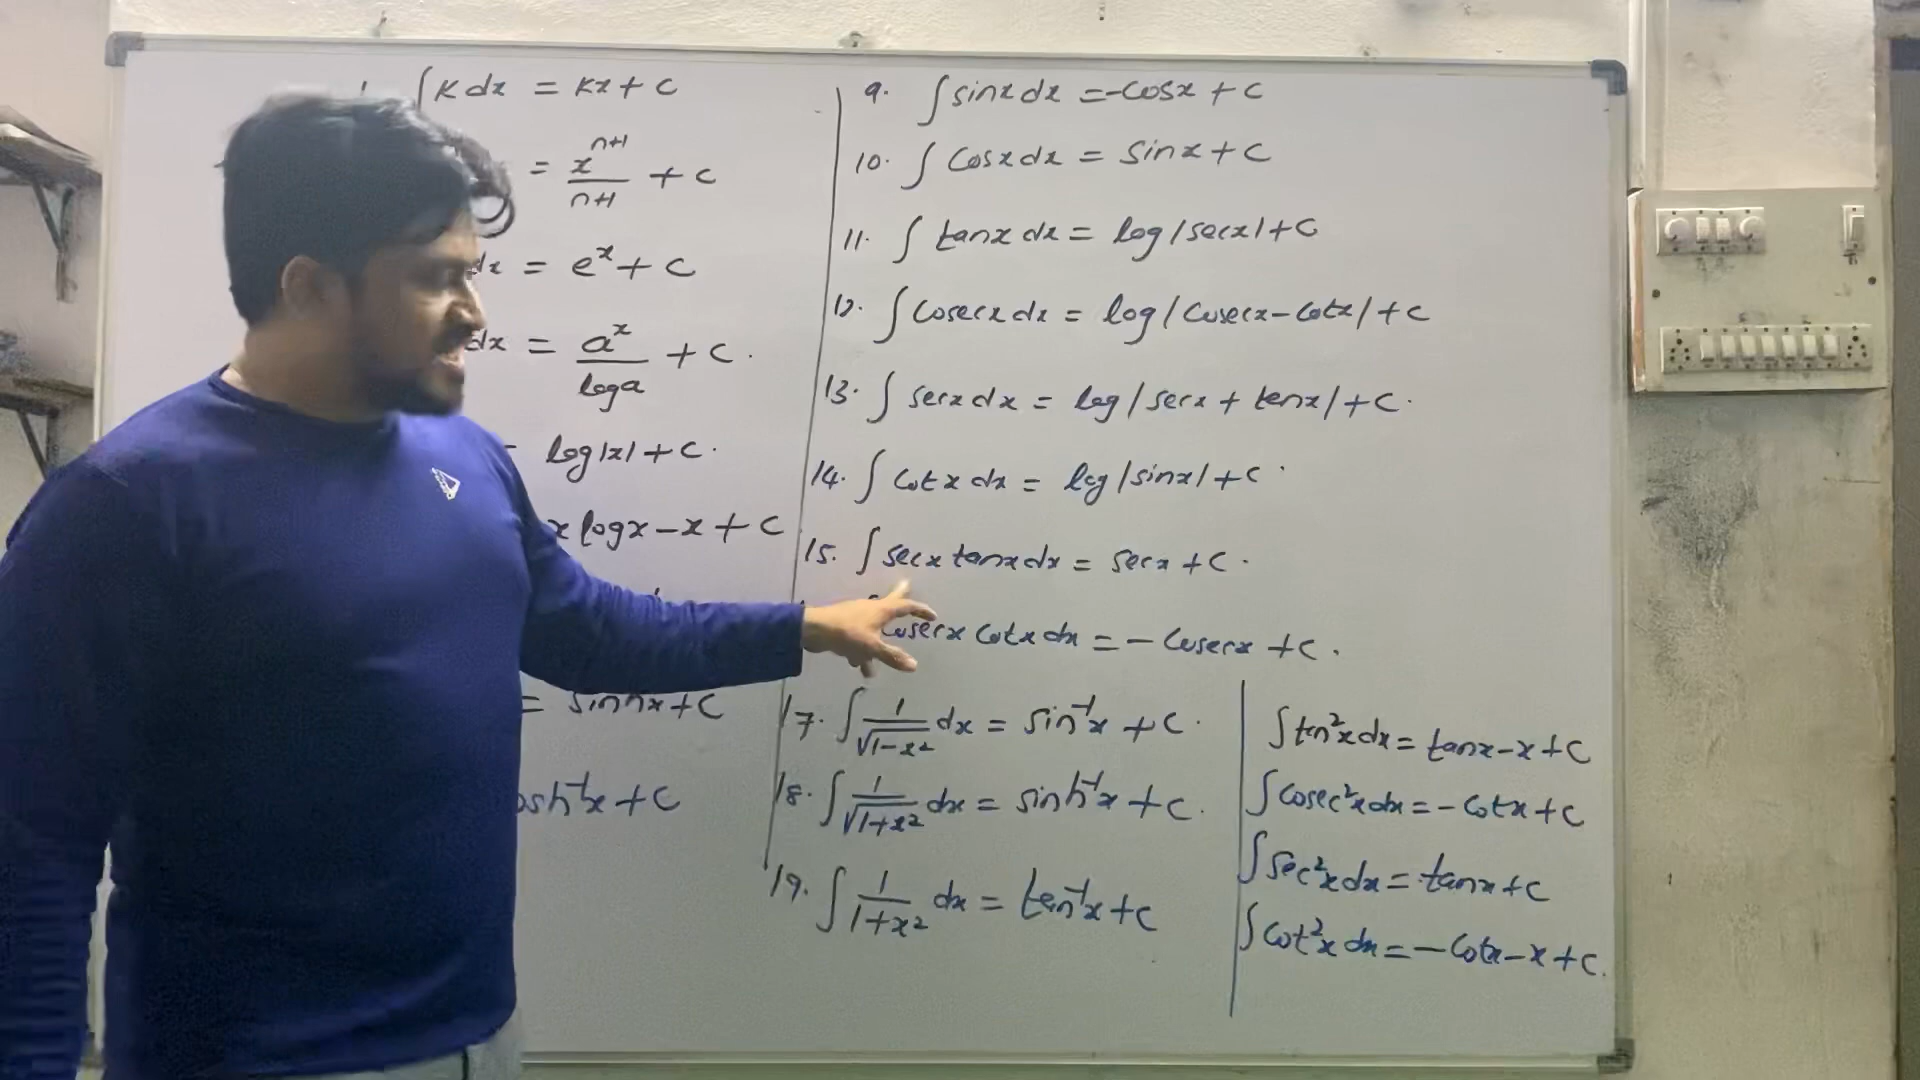 ∫K dx = Kx + C
= x^(n+1)/(n+1) + C
dx = e^x + C
dx = a^x/log a + C.
= log|x| + C.
x log x - x + C
= sinhx + C
osh⁻¹x + C
9. ∫sinx dx = -Cosx + C
10. ∫Cosx dx = Sinx + C
11. ∫tanx dx = log|secx| + C
12. ∫Cosecx dx = log|Cosecx - Cotx| + C
13. ∫secx dx = log|secx + tanx| + C.
14. ∫Cotx dx = log|sinx| + C.
15. ∫secx tanx dx = secx + C.
Cosecx Cotx dx = - Cosecx + C.
17. ∫1/√(1-x²) dx = Sin⁻¹x + C.
18. ∫1/√(1+x²) dx = sinh⁻¹x + C.
19. ∫1/(1+x²) dx = tan⁻¹x + C
∫tan²x dx = tanx - x + C
∫Cosec²x dx = - Cotx + C
∫Sec²x dx = tanx + C
∫Cot²x dx = - Cotx - x + C.